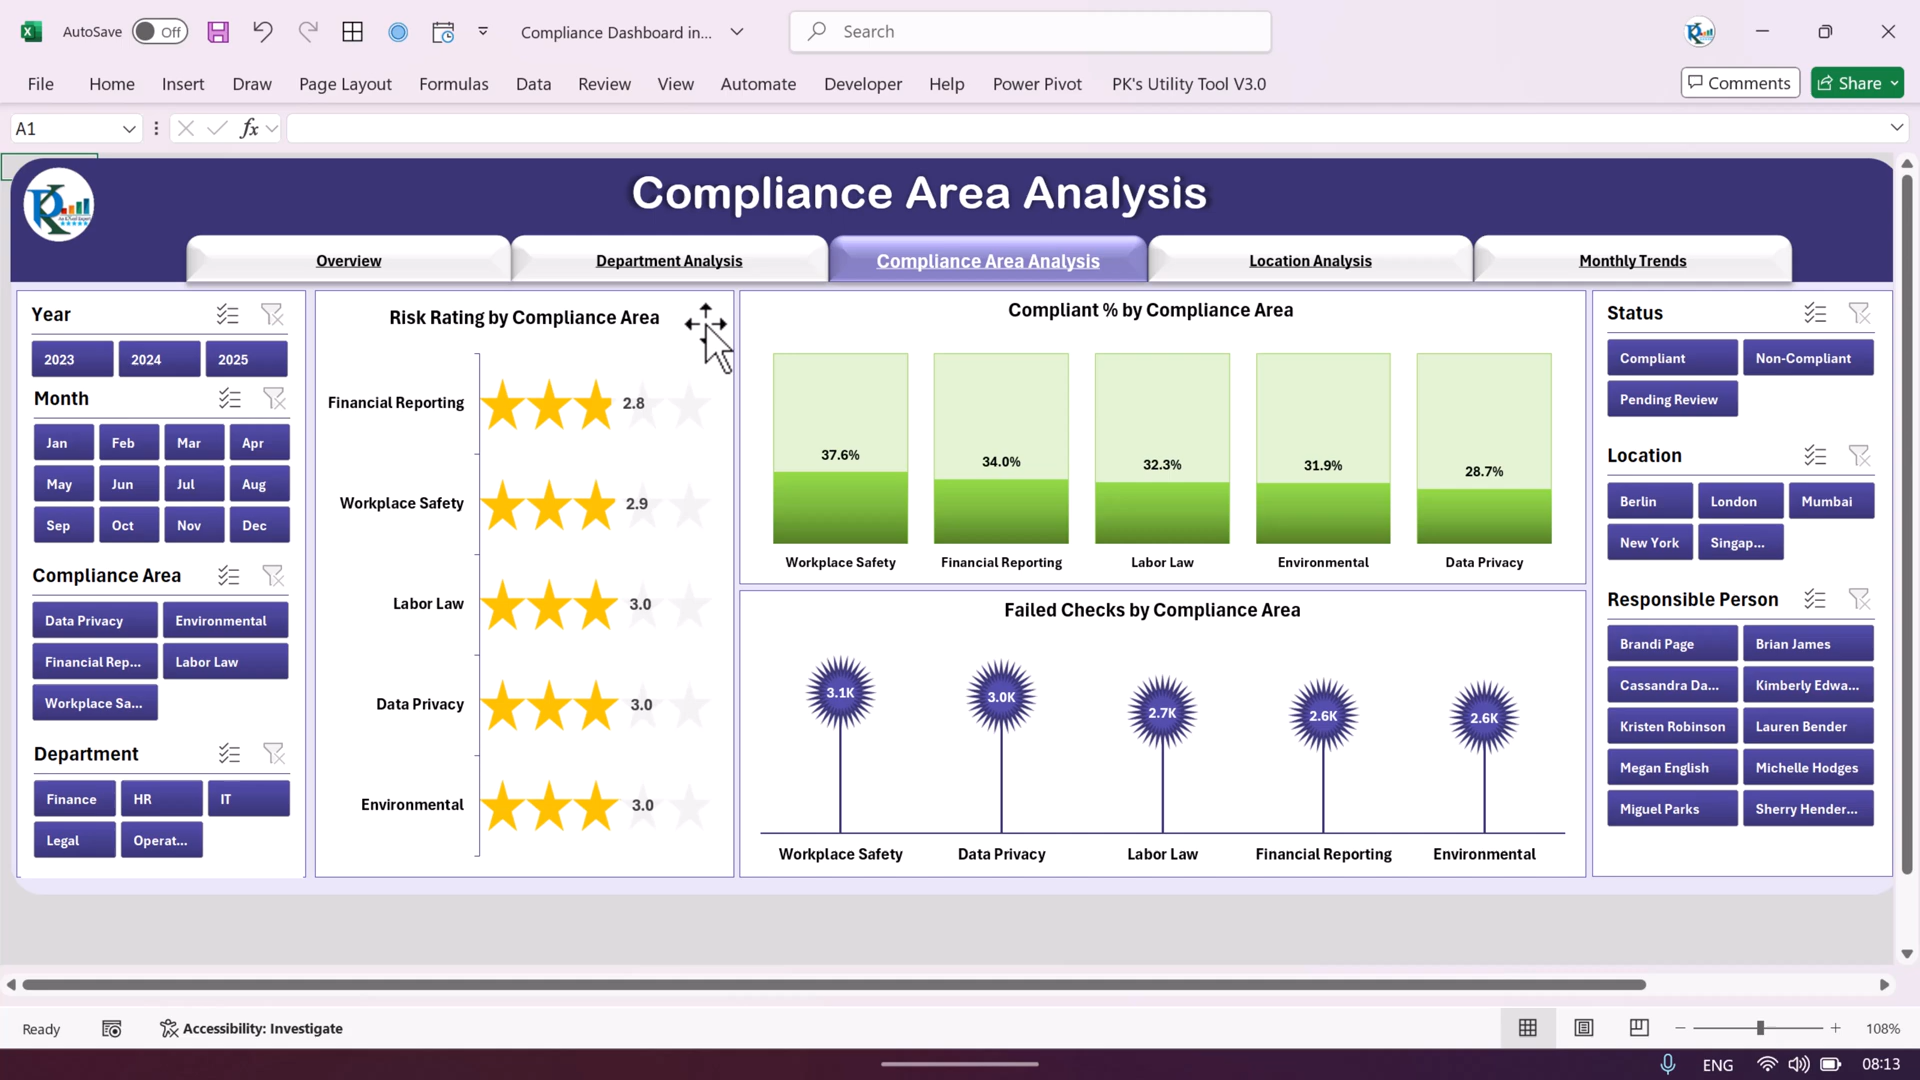 AutoSave Off Compliance Dashboard in... Search
File Home Insert Draw Page Layout Formulas Data Review View Automate Developer Help Power Pivot PK's Utility Tool V3.0 Comments Share
A1 fx
Compliance Area Analysis
Overview Department Analysis Compliance Area Analysis Location Analysis Monthly Trends
Year
2023 2024 2025
Month
Jan Feb Mar Apr
May Jun Jul Aug
Sep Oct Nov Dec
Compliance Area
Data Privacy Environmental
Financial Rep... Labor Law
Workplace Sa...
Department
Finance HR IT
Legal Operat...
Risk Rating by Compliance Area
Financial Reporting 2.8
Workplace Safety 2.9
Labor Law 3.0
Data Privacy 3.0
Environmental 3.0
Compliant % by Compliance Area
37.6% 34.0% 32.3% 31.9% 28.7%
Workplace Safety Financial Reporting Labor Law Environmental Data Privacy
Failed Checks by Compliance Area
3.1K 3.0K 2.7K 2.6K 2.6K
Workplace Safety Data Privacy Labor Law Financial Reporting Environmental
Status
Compliant Non-Compliant
Pending Review
Location
Berlin London Mumbai
New York Singap...
Responsible Person
Brandi Page Brian James
Cassandra Da... Kimberly Edwa...
Kristen Robinson Lauren Bender
Megan English Michelle Hodges
Miguel Parks Sherry Hender...
Ready Accessibility: Investigate 108%
ENG 08:13